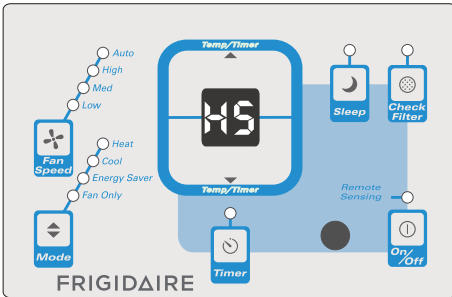 Auto
High
Med
Low
Fan
Speed
Heat
Cool
Energy Saver
Fan Only
Mode
Temp/Timer
HS
Temp/Timer
Timer
Sleep
Check
Filter
Remote
Sensing
On/Off
FRIGIDAIRE